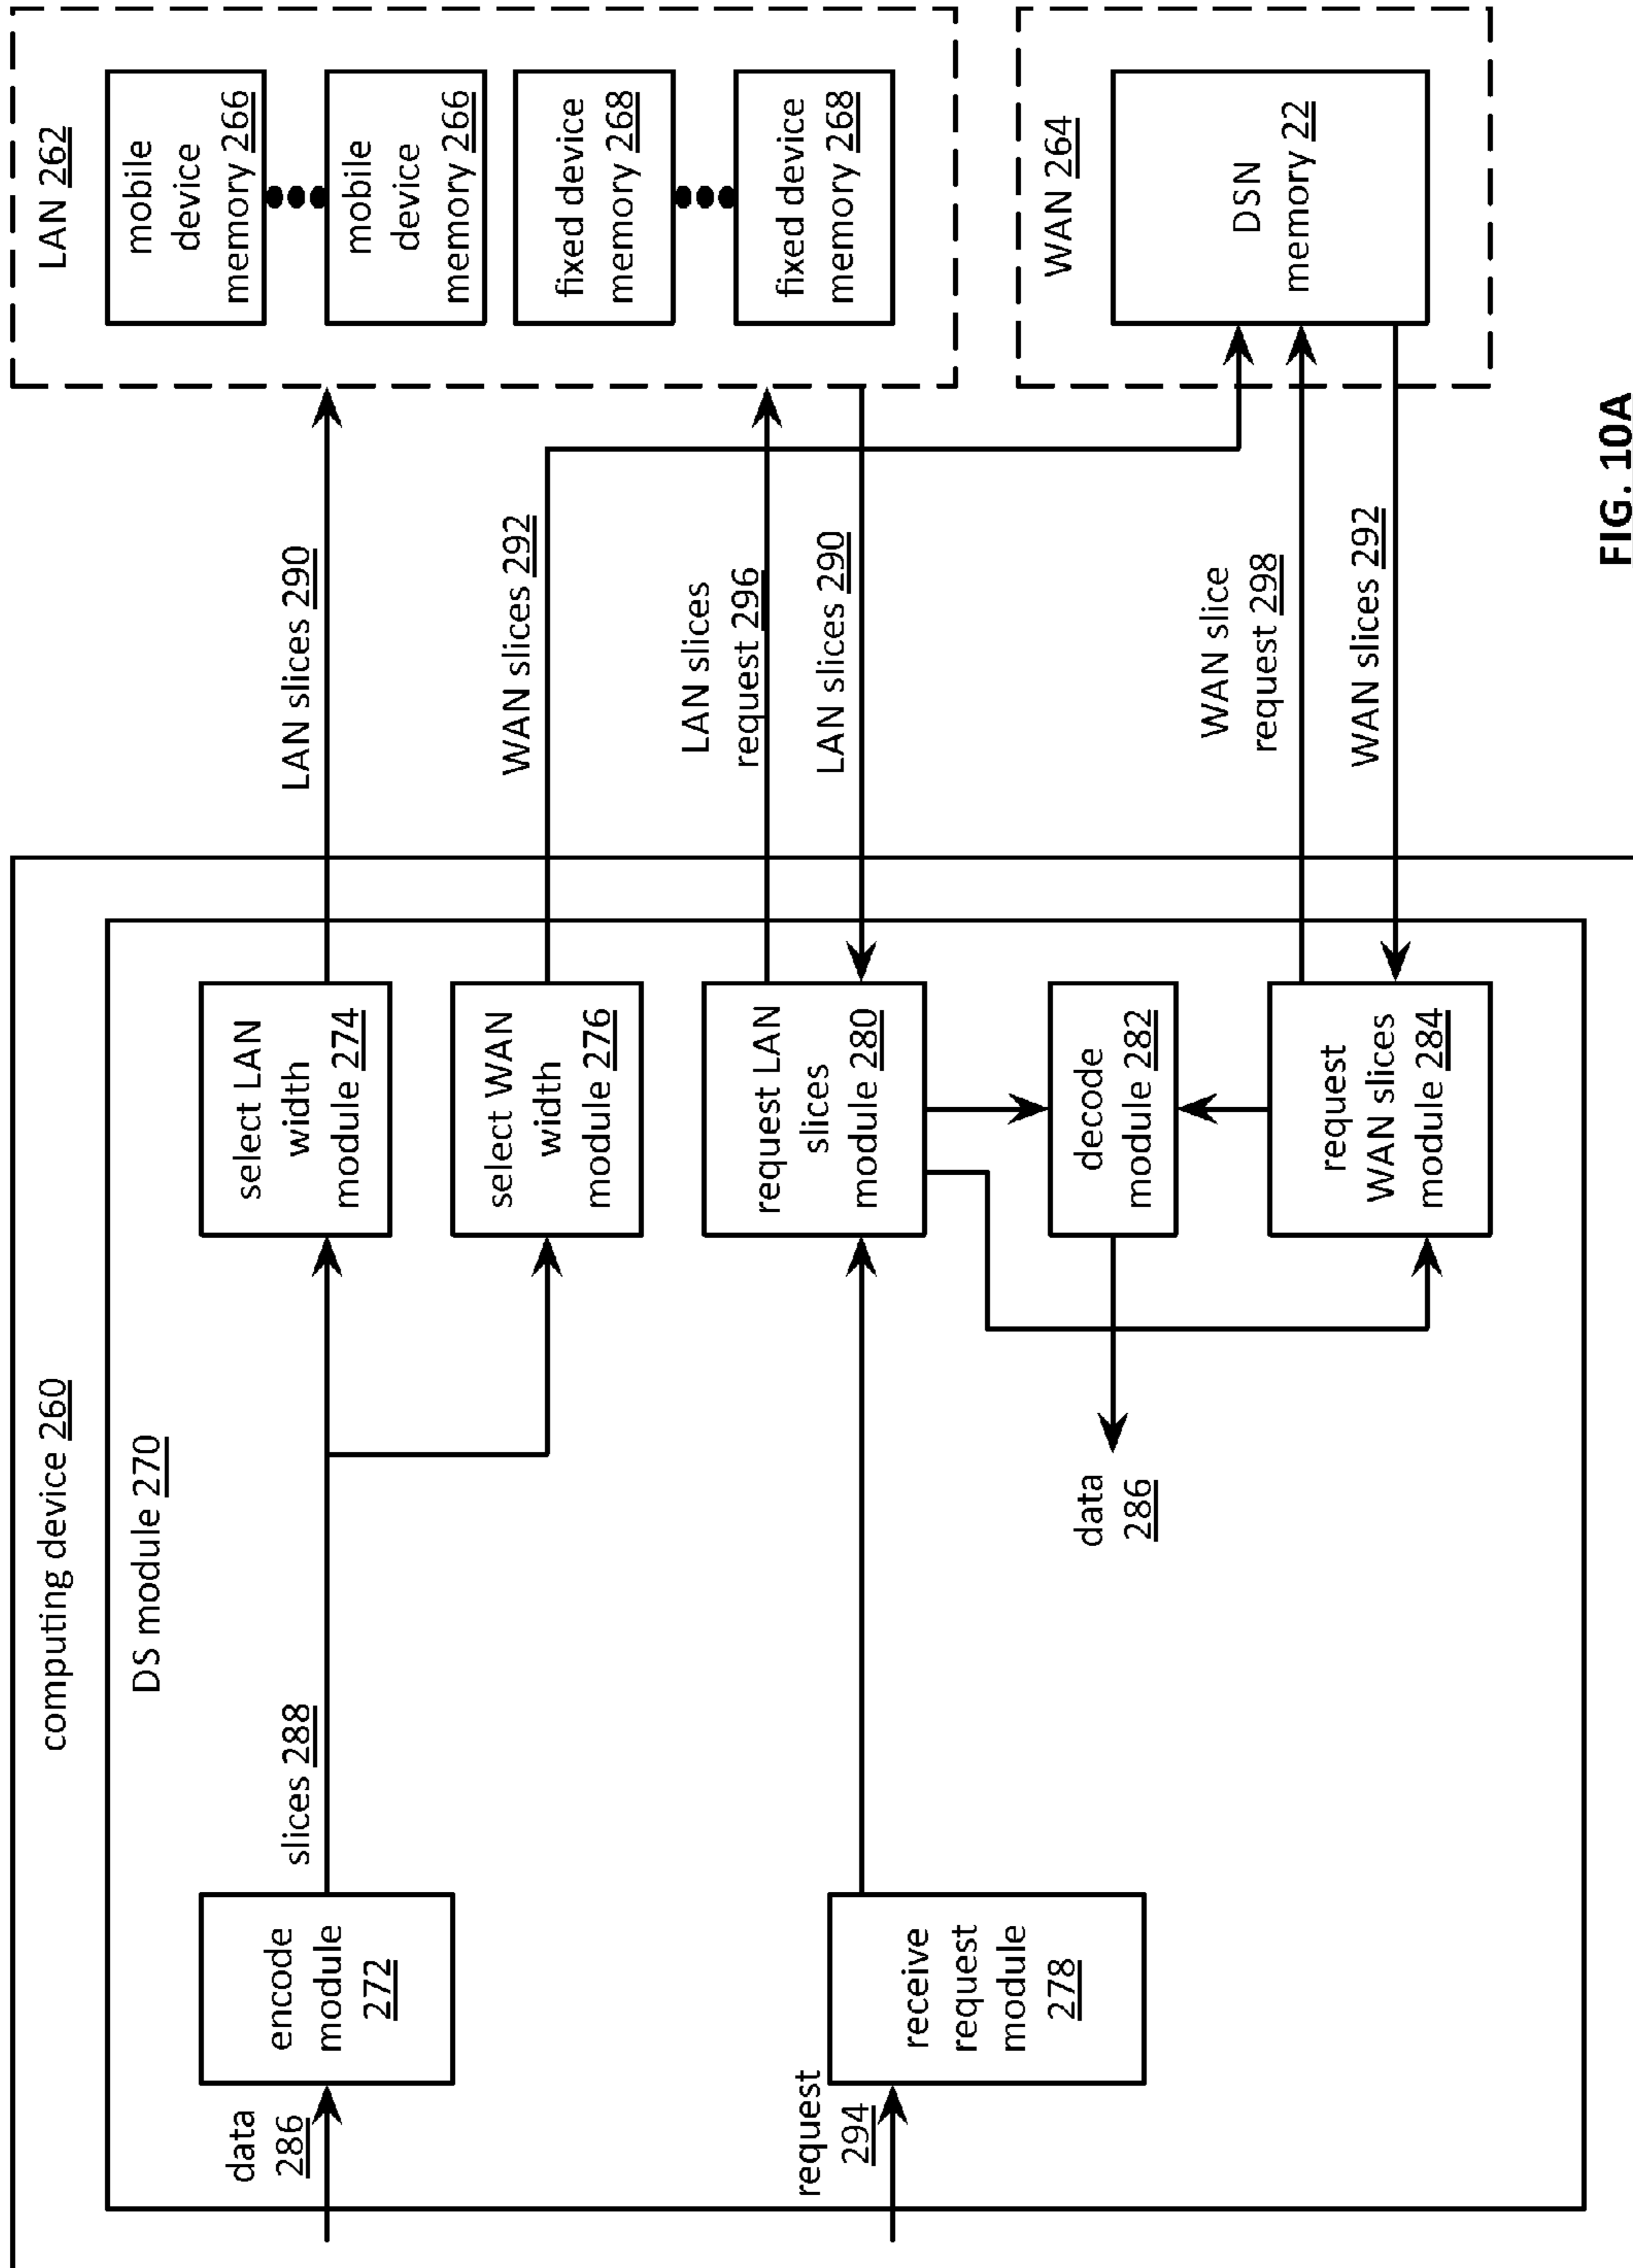 computing device 260
DS module 270
data
286
encode
module
272
slices 288
select LAN
width
module 274
select WAN
width
module 276
LAN slices 290
WAN slices 292
LAN 262
mobile
device
memory 266
mobile
device
memory 266
fixed device
memory 268
fixed device
memory 268
request
294
receive
request
module
278
request LAN
slices
module 280
LAN slices
request 296
LAN slices 290
data
286
decode
module 282
request
WAN slices
module 284
WAN slice
request 298
WAN slices 292
WAN 264
DSN
memory 22
FIG. 10A